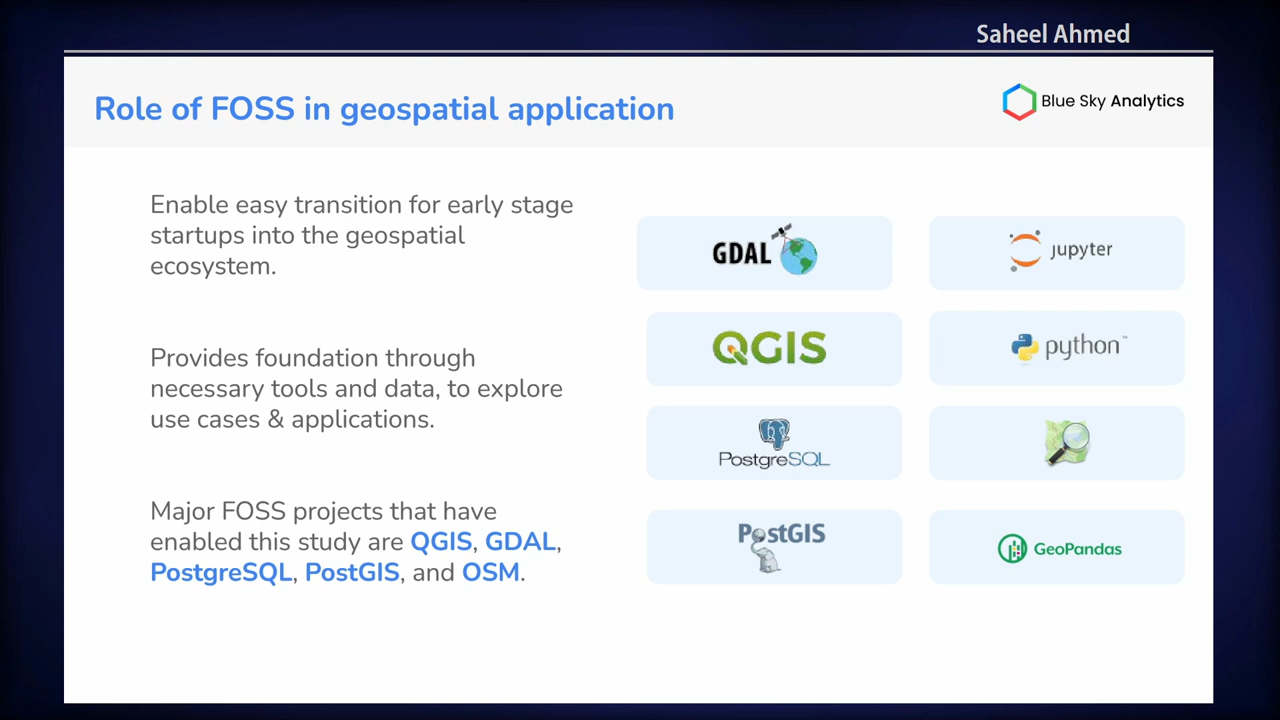 Saheel Ahmed
Role of FOSS in geospatial application
Blue Sky Analytics
Enable easy transition for early stage
startups into the geospatial
ecosystem.
Provides foundation through
necessary tools and data, to explore
use cases & applications.
Major FOSS projects that have
enabled this study are QGIS, GDAL,
PostgreSQL, PostGIS, and OSM.
GDAL
jupyter
QGIS
python™
PostgreSQL
PostGIS
GeoPandas